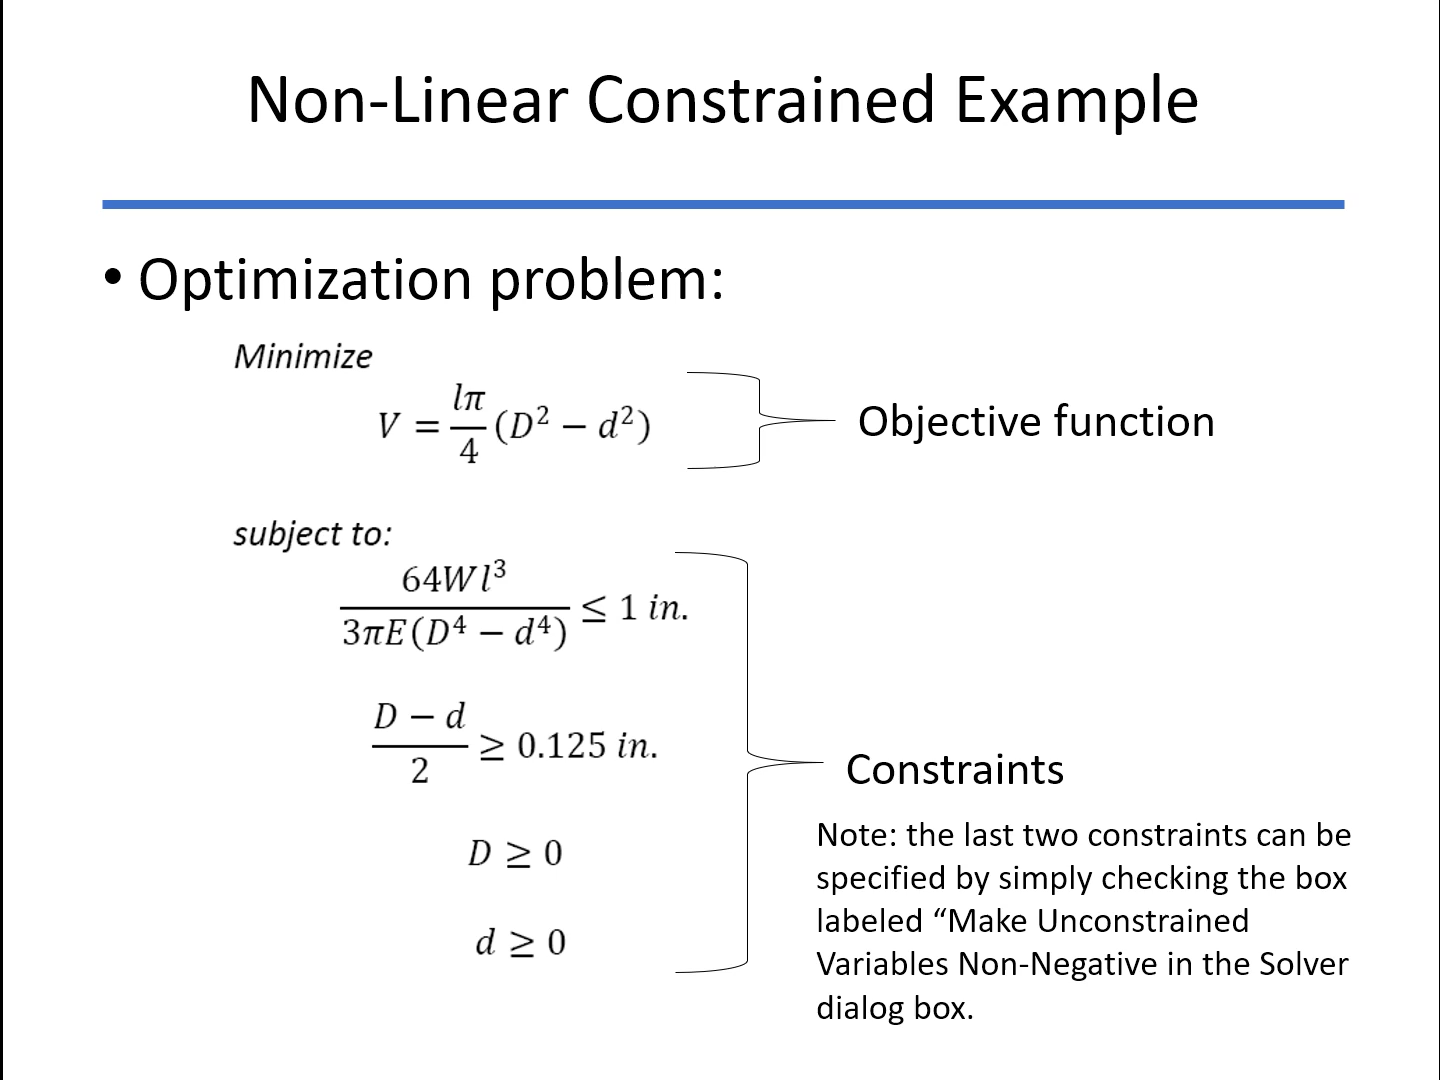 Non-Linear Constrained Example
• Optimization problem:
Minimize
V = lπ/4 (D² − d²)
Objective function
subject to:
64Wl³ / 3πE(D⁴ − d⁴) ≤ 1 in.
D − d / 2 ≥ 0.125 in.
Constraints
D ≥ 0
d ≥ 0
Note: the last two constraints can be
specified by simply checking the box
labeled “Make Unconstrained
Variables Non-Negative in the Solver
dialog box.